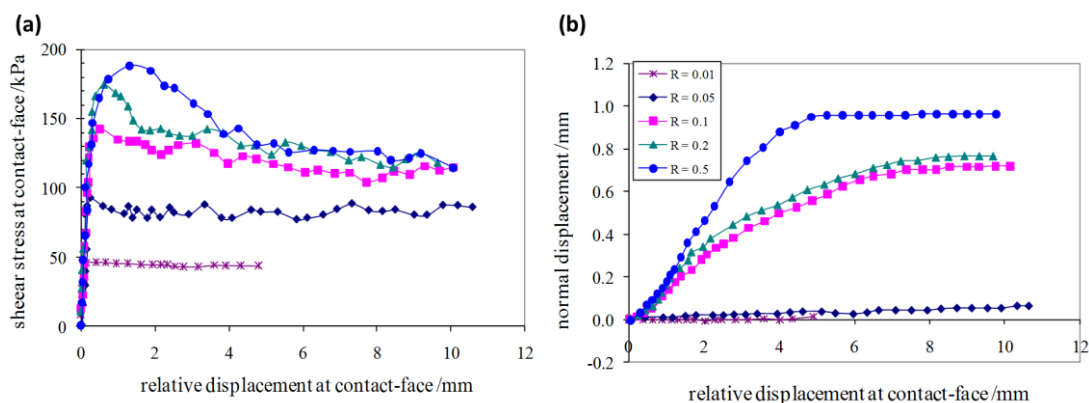 (a)
200
150
100
50
0
shear stress at contact-face /kPa
0 2 4 6 8 10 12
relative displacement at contact-face /mm
(b)
1.2
1.0
0.8
0.6
0.4
0.2
0.0
-0.2
normal displacement /mm
R = 0.01
R = 0.05
R = 0.1
R = 0.2
R = 0.5
0 2 4 6 8 10 12
relative displacement at contact-face /mm